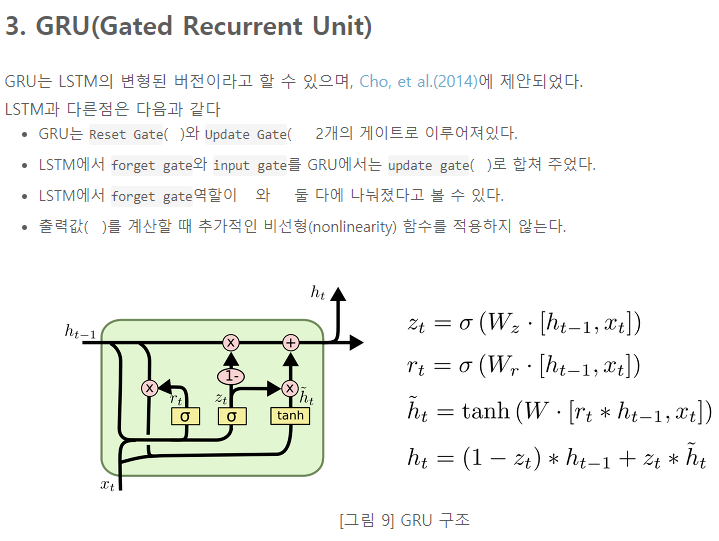 3. GRU(Gated Recurrent Unit)
GRU는 LSTM의 변형된 버전이라고 할 수 있으며, Cho, et al.(2014)에 제안되었다.
LSTM과 다른점은 다음과 같다
• GRU는 Reset Gate( )와 Update Gate( 2개의 게이트로 이루어져있다.
• LSTM에서 forget gate와 input gate를 GRU에서는 update gate( )로 합쳐 주었다.
• LSTM에서 forget gate역할이 와 둘 다에 나눠졌다고 볼 수 있다.
• 출력값( )를 계산할 때 추가적인 비선형(nonlinearity) 함수를 적용하지 않는다.
h_t
h_{t-1}
x +
1-
x x
r_t z_t h̃_t
σ σ tanh
x_t
z_t = σ (W_z · [h_{t-1}, x_t])
r_t = σ (W_r · [h_{t-1}, x_t])
h̃_t = tanh (W · [r_t * h_{t-1}, x_t])
h_t = (1 − z_t) * h_{t-1} + z_t * h̃_t
[그림 9] GRU 구조